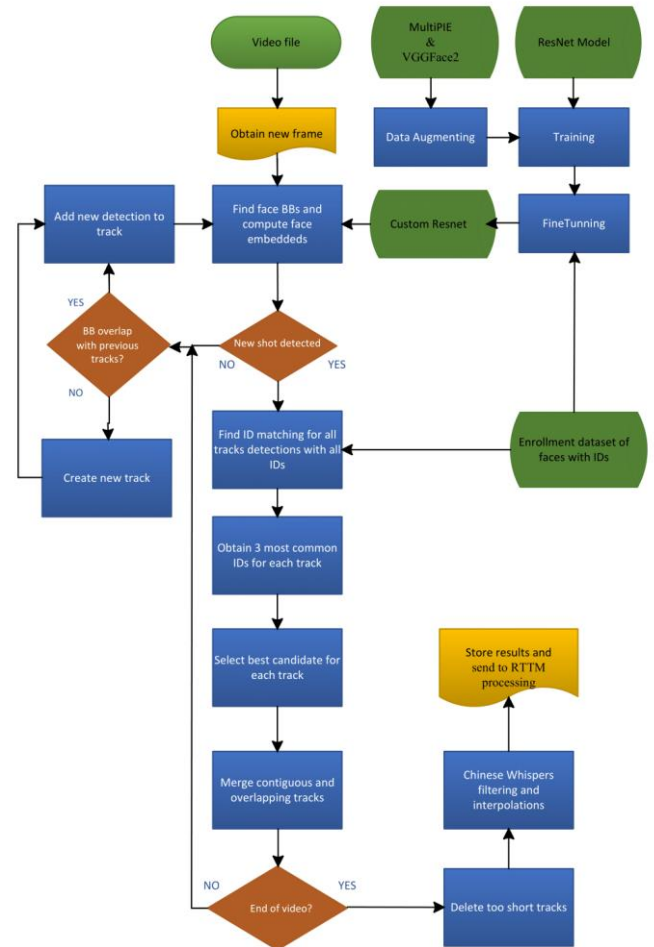 Video file
MultiPIE
&
VGGFace2
ResNet Model
Obtain new frame
Data Augmenting
Training
Add new detection to
track
Find face BBs and
compute face
embeddeds
Custom Resnet
FineTunning
YES
BB overlap
with previous
tracks?
NO
New shot detected
NO
YES
Create new track
Find ID matching for all
tracks detections with all
IDs
Enrollment dataset of
faces with IDs
Obtain 3 most common
IDs for each track
Select best candidate for
each track
Store results and
send to RTTM
processing
Merge contiguous and
overlapping tracks
Chinese Whispers
filtering and
interpolations
NO
YES
End of video?
Delete too short tracks